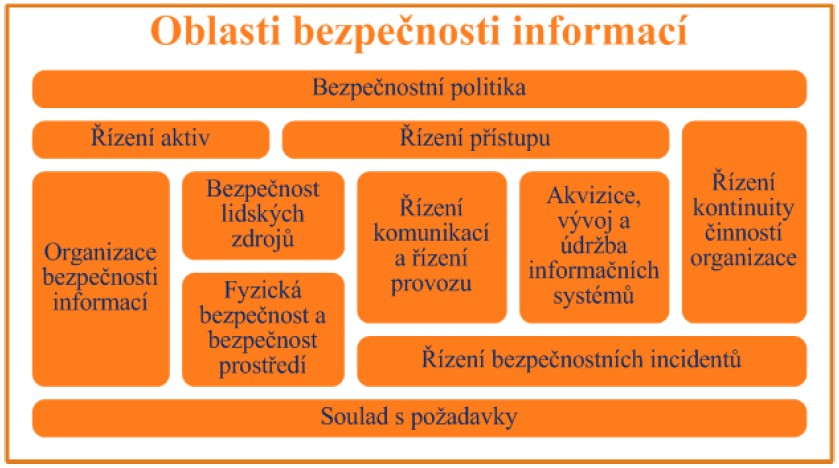 Oblasti bezpečnosti informací
Bezpečnostní politika
Řízení aktiv
Řízení přístupu
Organizace
bezpečnosti
informací
Bezpečnost
lidských
zdrojů
Fyzická
bezpečnost a
bezpečnost
prostředí
Řízení
komunikací
a řízení
provozu
Akvizice,
vývoj a
údržba
informačních
systémů
Řízení
kontinuity
činností
organizace
Řízení bezpečnostních incidentů
Soulad s požadavky